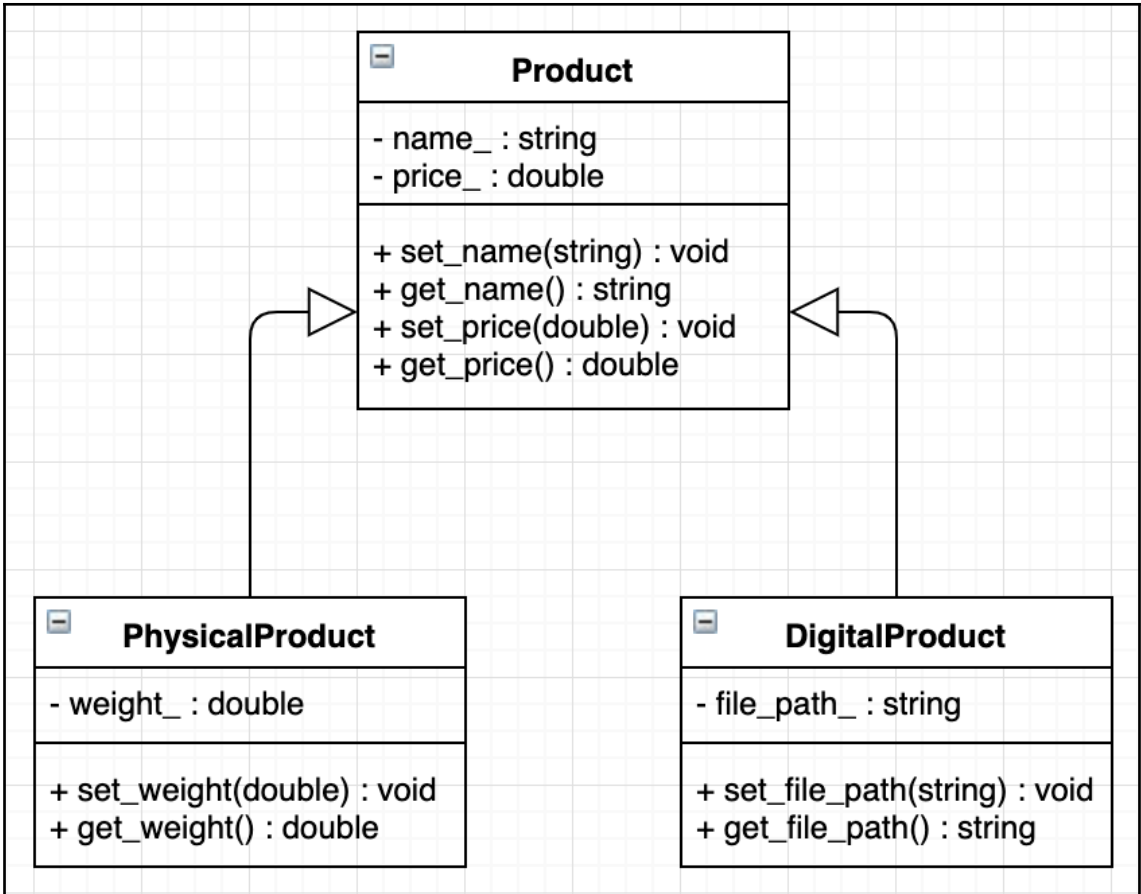 Product
- name_ : string
- price_ : double
+ set_name(string) : void
+ get_name() : string
+ set_price(double) : void
+ get_price() : double
PhysicalProduct
- weight_ : double
+ set_weight(double) : void
+ get_weight() : double
DigitalProduct
- file_path_ : string
+ set_file_path(string) : void
+ get_file_path() : string